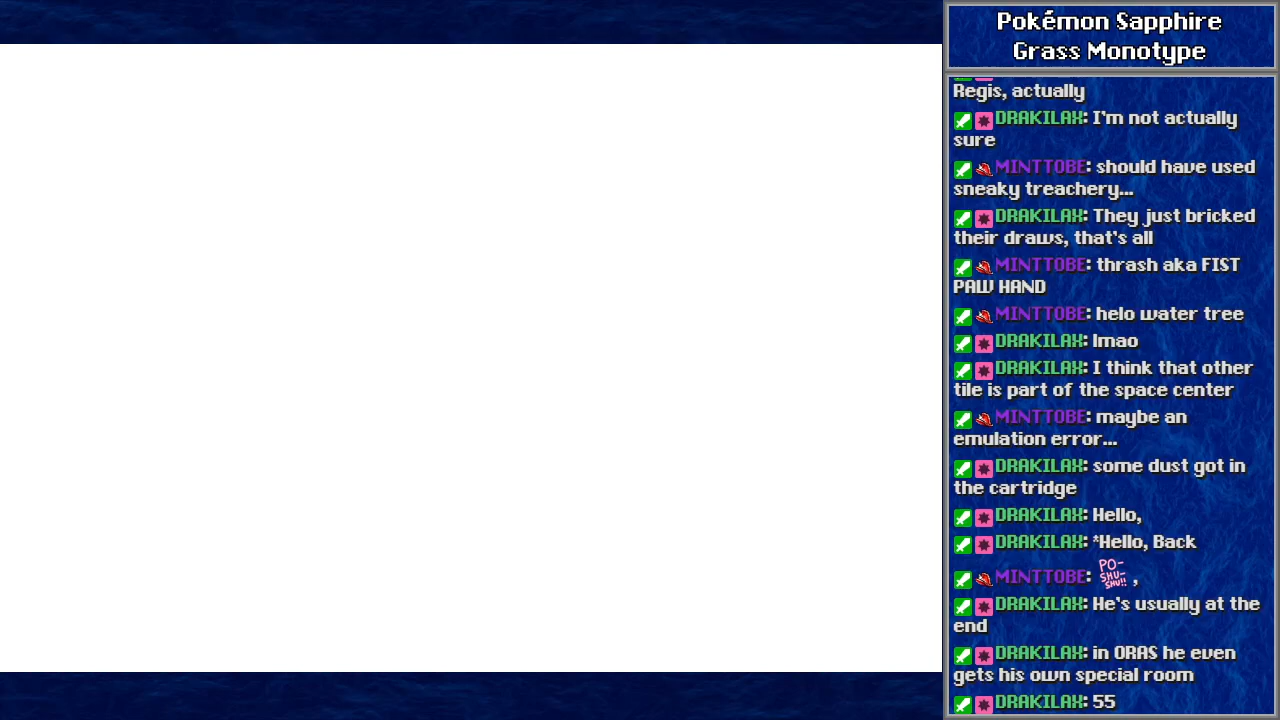 Pokémon Sapphire
Grass Monotype
Regis, actually
DRAKILAX: I'm not actually
sure
MINTTOBE: should have used
sneaky treachery...
DRAKILAX: They just bricked
their draws, that's all
MINTTOBE: thrash aka FIST
PAW HAND
MINTTOBE: helo water tree
DRAKILAX: lmao
DRAKILAX: I think that other
tile is part of the space center
MINTTOBE: maybe an
emulation error...
DRAKILAX: some dust got in
the cartridge
DRAKILAX: Hello,
DRAKILAX: *Hello, Back
PO-
SHU-
SHU!!
MINTTOBE: ,
DRAKILAX: He's usually at the
end
DRAKILAX: in ORAS he even
gets his own special room
DRAKILAX: 55